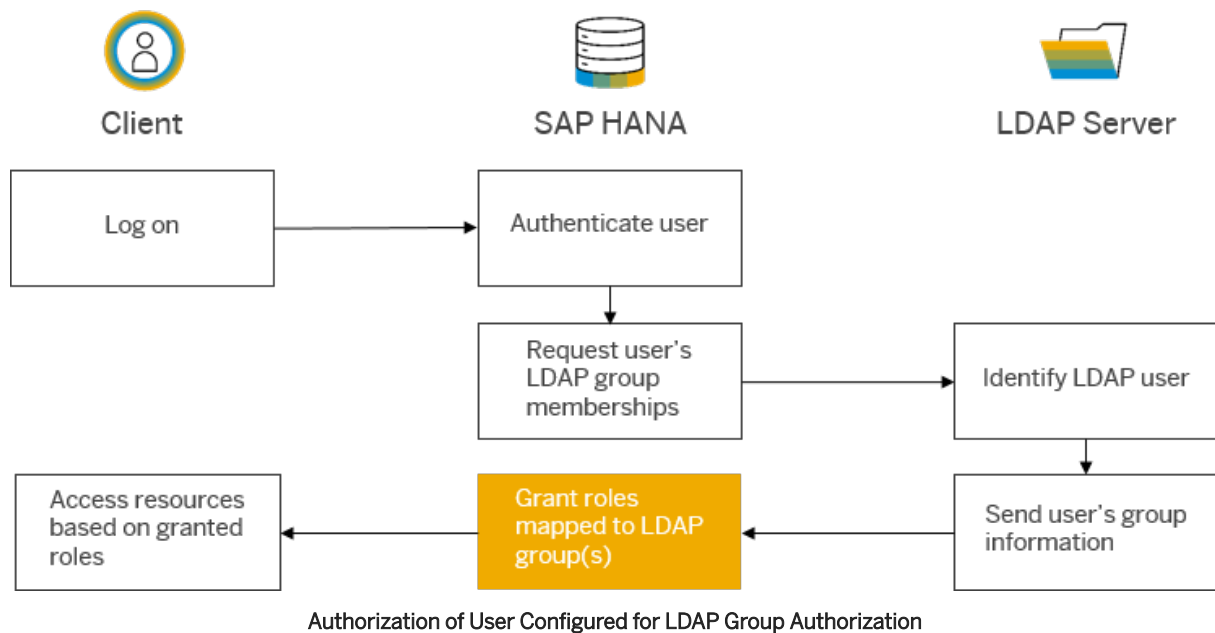 Client
SAP HANA
LDAP Server
Log on
Authenticate user
Request user's
LDAP group
memberships
Identify LDAP user
Access resources
based on granted
roles
Grant roles
mapped to LDAP
group(s)
Send user's group
information
Authorization of User Configured for LDAP Group Authorization